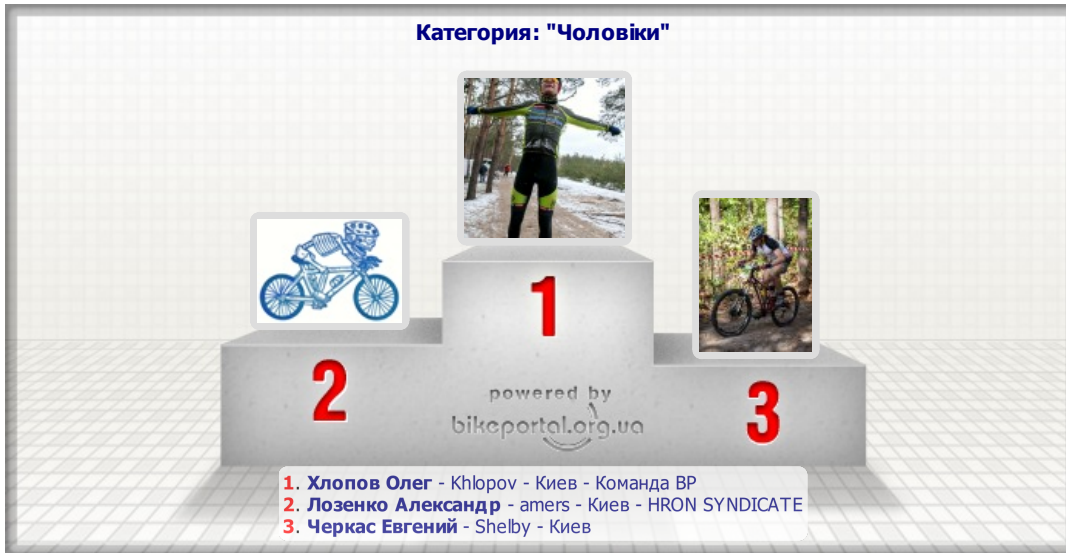 Категория: "Чоловіки"
1
2
3
powered by
bikeportal.org.ua
1. Хлопов Олег - Khlopov - Киев - Команда BP
2. Лозенко Александр - amers - Киев - HRON SYNDICATE
3. Черкас Евгений - Shelby - Киев